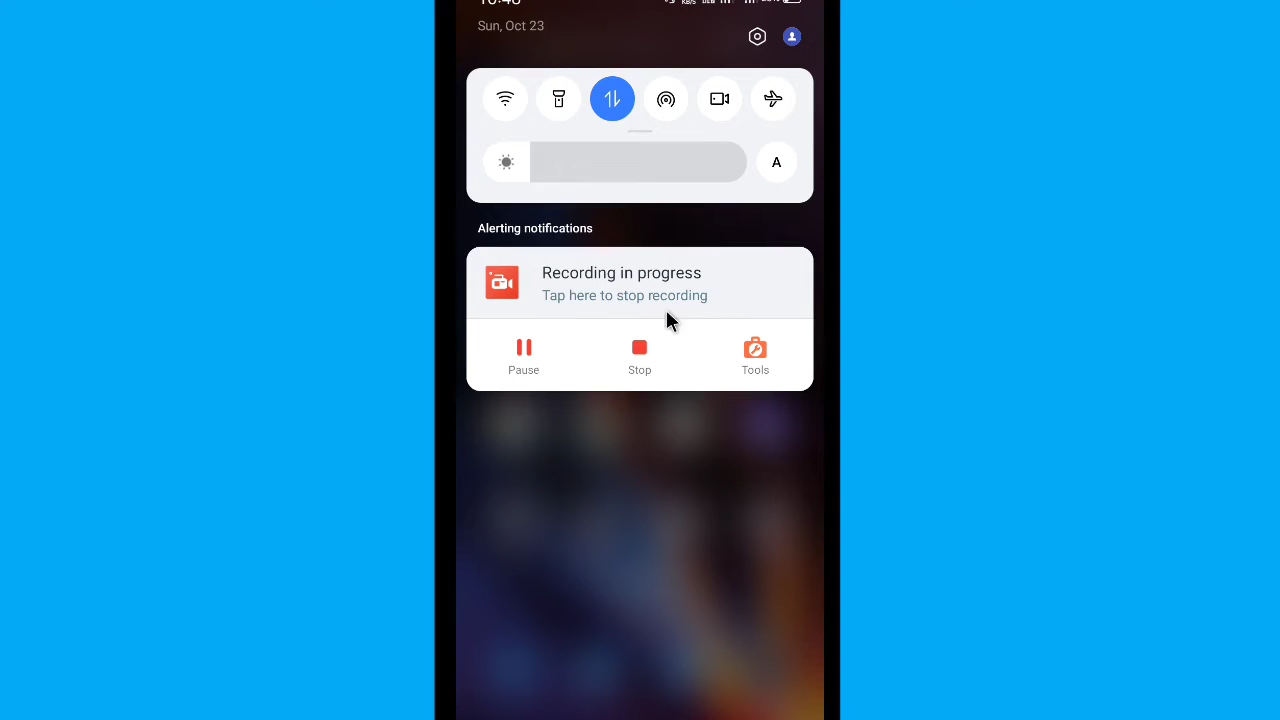 Sun, Oct 23
A
Alerting notifications
Recording in progress
Tap here to stop recording
Pause
Stop
Tools